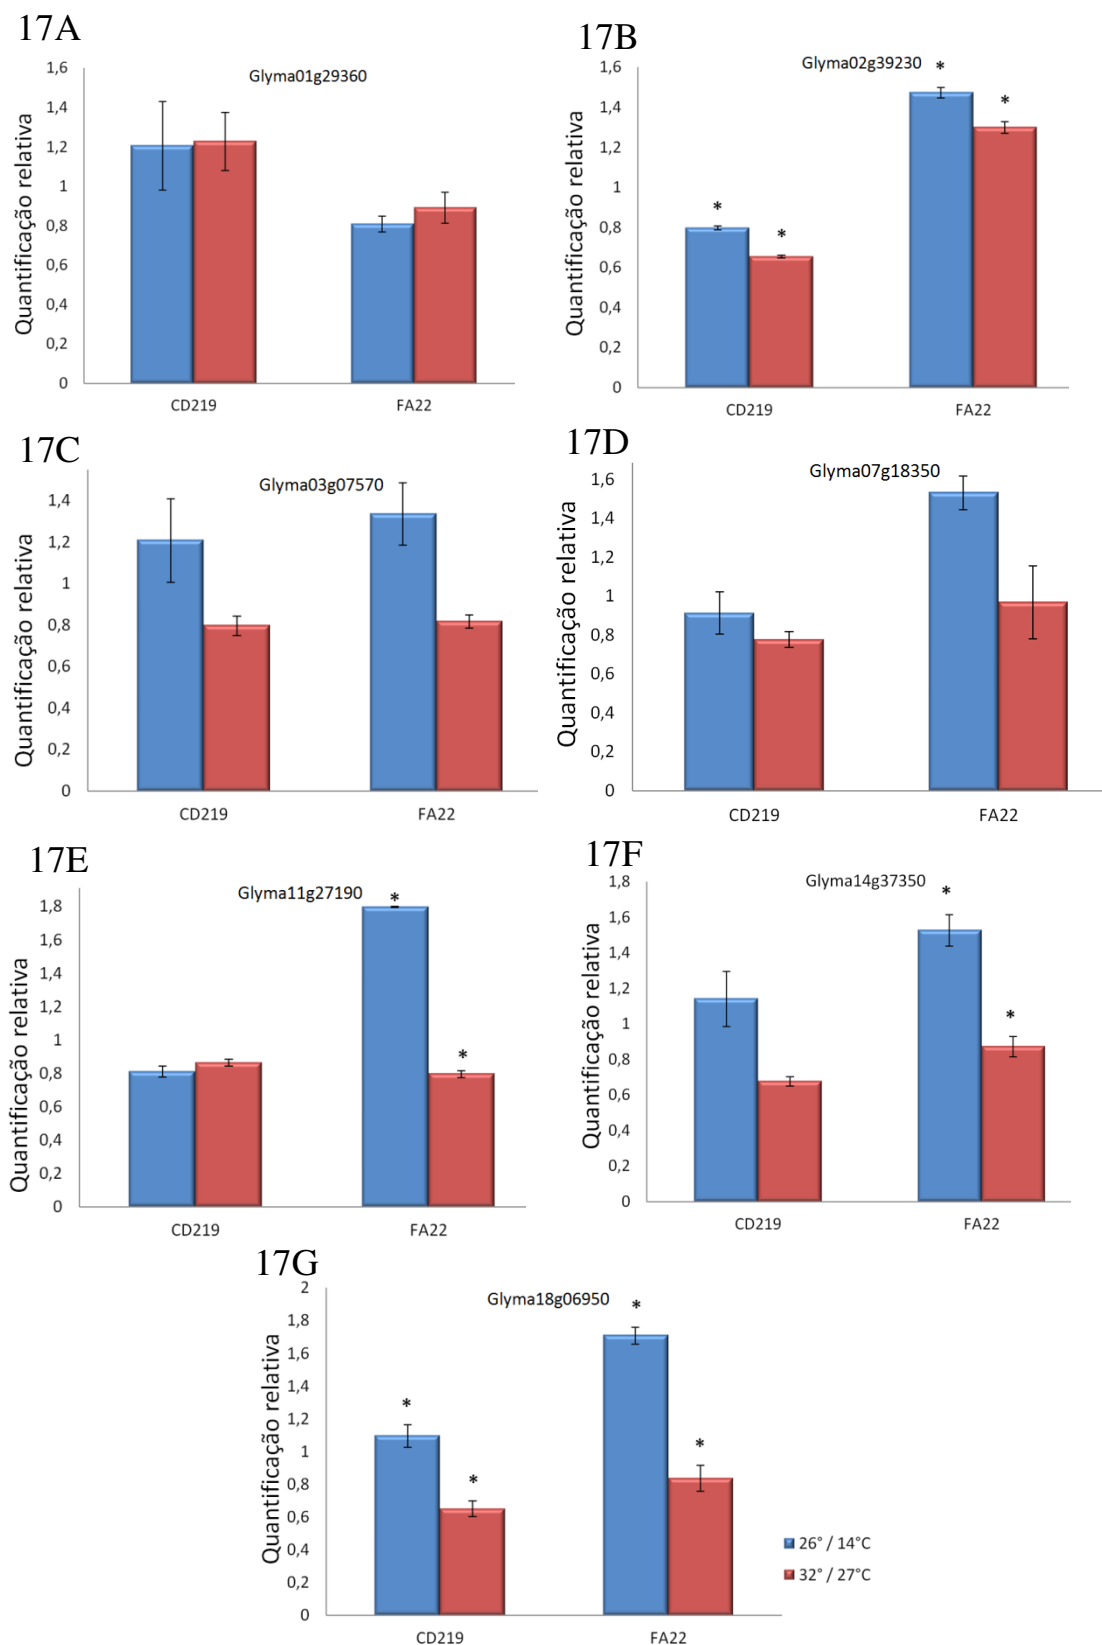 17A
Glyma01g29360
Quantificação relativa
1,6
1,4
1,2
1
0,8
0,6
0,4
0,2
0
CD219 FA22
17B
Glyma02g39230
Quantificação relativa
1,6
1,4
1,2
1
0,8
0,6
0,4
0,2
0
* * * *
CD219 FA22
17C
Glyma03g07570
Quantificação relativa
1,4
1,2
1
0,8
0,6
0,4
0,2
0
CD219 FA22
17D
Glyma07g18350
Quantificação relativa
1,6
1,4
1,2
1
0,8
0,6
0,4
0,2
0
CD219 FA22
17E
Glyma11g27190
Quantificação relativa
1,8
1,6
1,4
1,2
1
0,8
0,6
0,4
0,2
0
* *
CD219 FA22
17F
Glyma14g37350
Quantificação relativa
1,8
1,6
1,4
1,2
1
0,8
0,6
0,4
0,2
0
* *
CD219 FA22
17G
Glyma18g06950
Quantificação relativa
2
1,8
1,6
1,4
1,2
1
0,8
0,6
0,4
0,2
0
* * * *
CD219 FA22
26° / 14°C
32° / 27°C